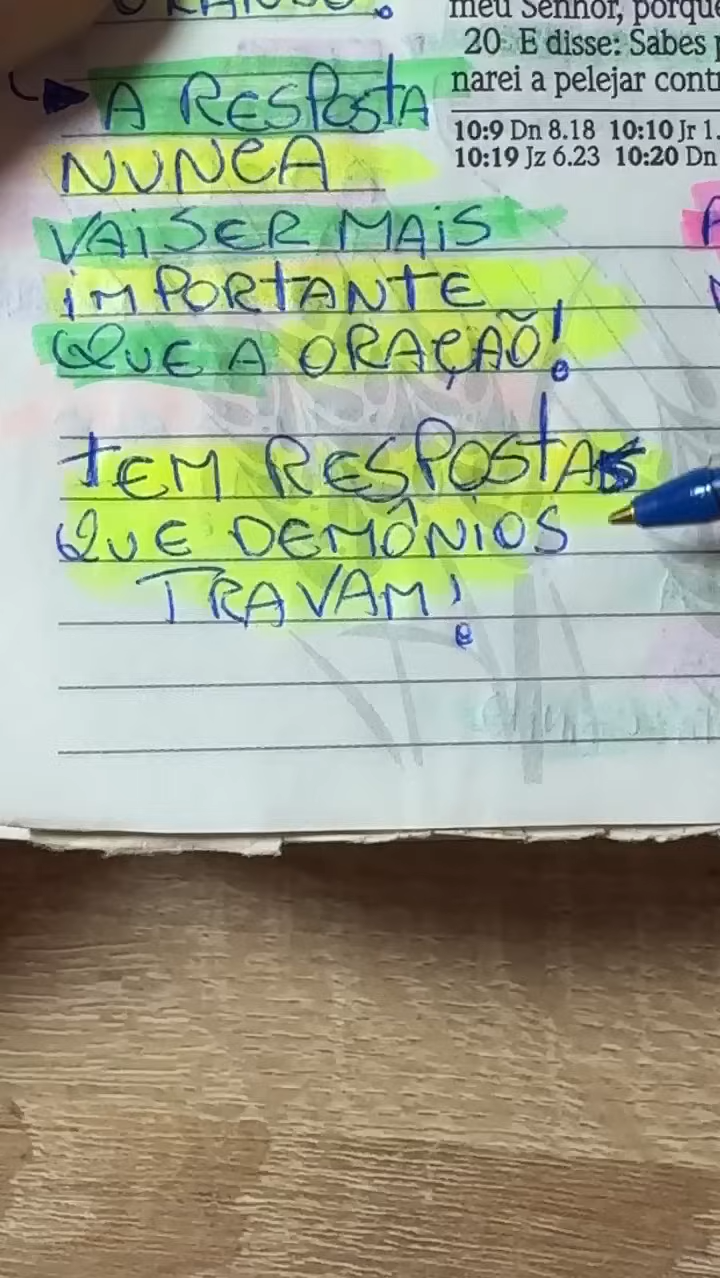 meu Senhor, porque
20 E disse: Sabes
narei a pelejar cont
10:9 Dn 8.18 10:10 Jr 1.
10:19 Jz 6.23 10:20 Dn
A RESPOSTA
NUNCA
VAI SER MAIS
IMPORTANTE
QUE A ORAÇÃO!
TEM RESPOSTAS
QUE DEMÔNIOS
TRAVAM!